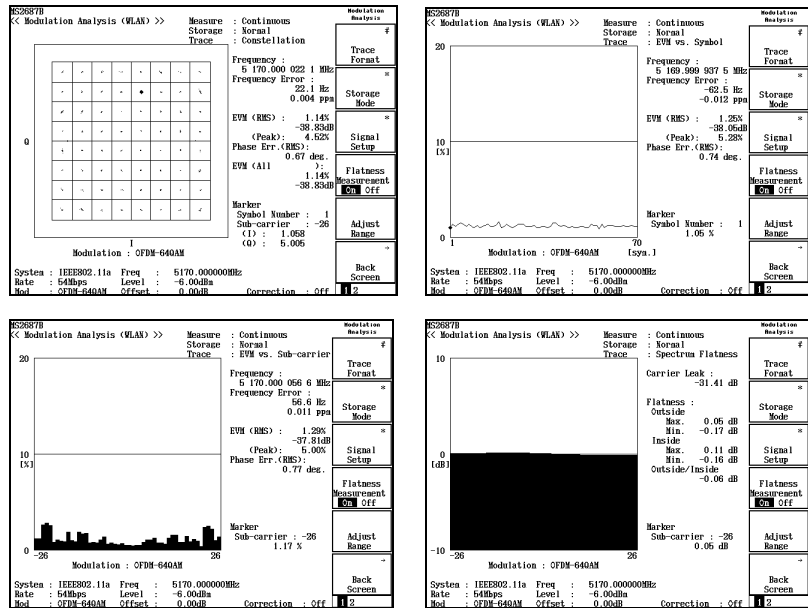 MS2687B
<< Modulation Analysis (WLAN) >>
Measure : Continuous
Storage : Normal
Trace : Constellation
Modulation Analysis
#
Trace Format
*
Storage Mode
*
Signal Setup
Flatness Measurement
On Off
Adjust Range
→
Back Screen
1 2
Frequency :
5 170.000 022 1 MHz
Frequency Error :
22.1 Hz
0.004 ppm
EVM (RMS) : 1.14%
-38.83dB
(Peak): 4.52%
Phase Err.(RMS):
0.67 deg.
EVM (All ):
1.14%
-38.83dB
Marker
Symbol Number : 1
Sub-carrier : -26
(I) : 1.058
(Q) : 5.005
Q
I
Modulation : OFDM-64QAM
System : IEEE802.11a Freq : 5170.000000MHz
Rate : 54Mbps Level : -6.00dBm
Mod : OFDM-64QAM Offset : 0.00dB Correction : Off
MS2687B
<< Modulation Analysis (WLAN) >>
Measure : Continuous
Storage : Normal
Trace : EVM vs. Symbol
Modulation Analysis
#
Trace Format
*
Storage Mode
*
Signal Setup
Flatness Measurement
On Off
Adjust Range
→
Back Screen
1 2
Frequency :
5 169.999 937 5 MHz
Frequency Error :
-62.5 Hz
-0.012 ppm
EVM (RMS) : 1.25%
-38.05dB
(Peak): 5.28%
Phase Err.(RMS):
0.74 deg.
Marker
Symbol Number : 1
1.05 %
20
10
[%]
0
1
70
Modulation : OFDM-64QAM [sym.]
System : IEEE802.11a Freq : 5170.000000MHz
Rate : 54Mbps Level : -6.00dBm
Mod : OFDM-64QAM Offset : 0.00dB Correction : Off
MS2687B
<< Modulation Analysis (WLAN) >>
Measure : Continuous
Storage : Normal
Trace : EVM vs. Sub-carrier
Modulation Analysis
#
Trace Format
*
Storage Mode
*
Signal Setup
Flatness Measurement
On Off
Adjust Range
→
Back Screen
1 2
Frequency :
5 170.000 056 6 MHz
Frequency Error :
56.6 Hz
0.011 ppm
EVM (RMS) : 1.29%
-37.81dB
(Peak): 5.00%
Phase Err.(RMS):
0.77 deg.
Marker
Sub-carrier : -26
1.17 %
20
10
[%]
0
-26
26
Modulation : OFDM-64QAM
System : IEEE802.11a Freq : 5170.000000MHz
Rate : 54Mbps Level : -6.00dBm
Mod : OFDM-64QAM Offset : 0.00dB Correction : Off
MS2687B
<< Modulation Analysis (WLAN) >>
Measure : Continuous
Storage : Normal
Trace : Spectrum Flatness
Modulation Analysis
#
Trace Format
*
Storage Mode
*
Signal Setup
Flatness Measurement
On Off
Adjust Range
→
Back Screen
1 2
Carrier Leak :
-31.41 dB
Flatness :
Outside
Max. 0.05 dB
Min. -0.17 dB
Inside
Max. 0.11 dB
Min. -0.16 dB
Outside/Inside
-0.06 dB
Marker
Sub-carrier : -26
0.05 dB
10
0
[dB]
-10
-26
26
Modulation : OFDM-64QAM
System : IEEE802.11a Freq : 5170.000000MHz
Rate : 54Mbps Level : -6.00dBm
Mod : OFDM-64QAM Offset : 0.00dB Correction : Off